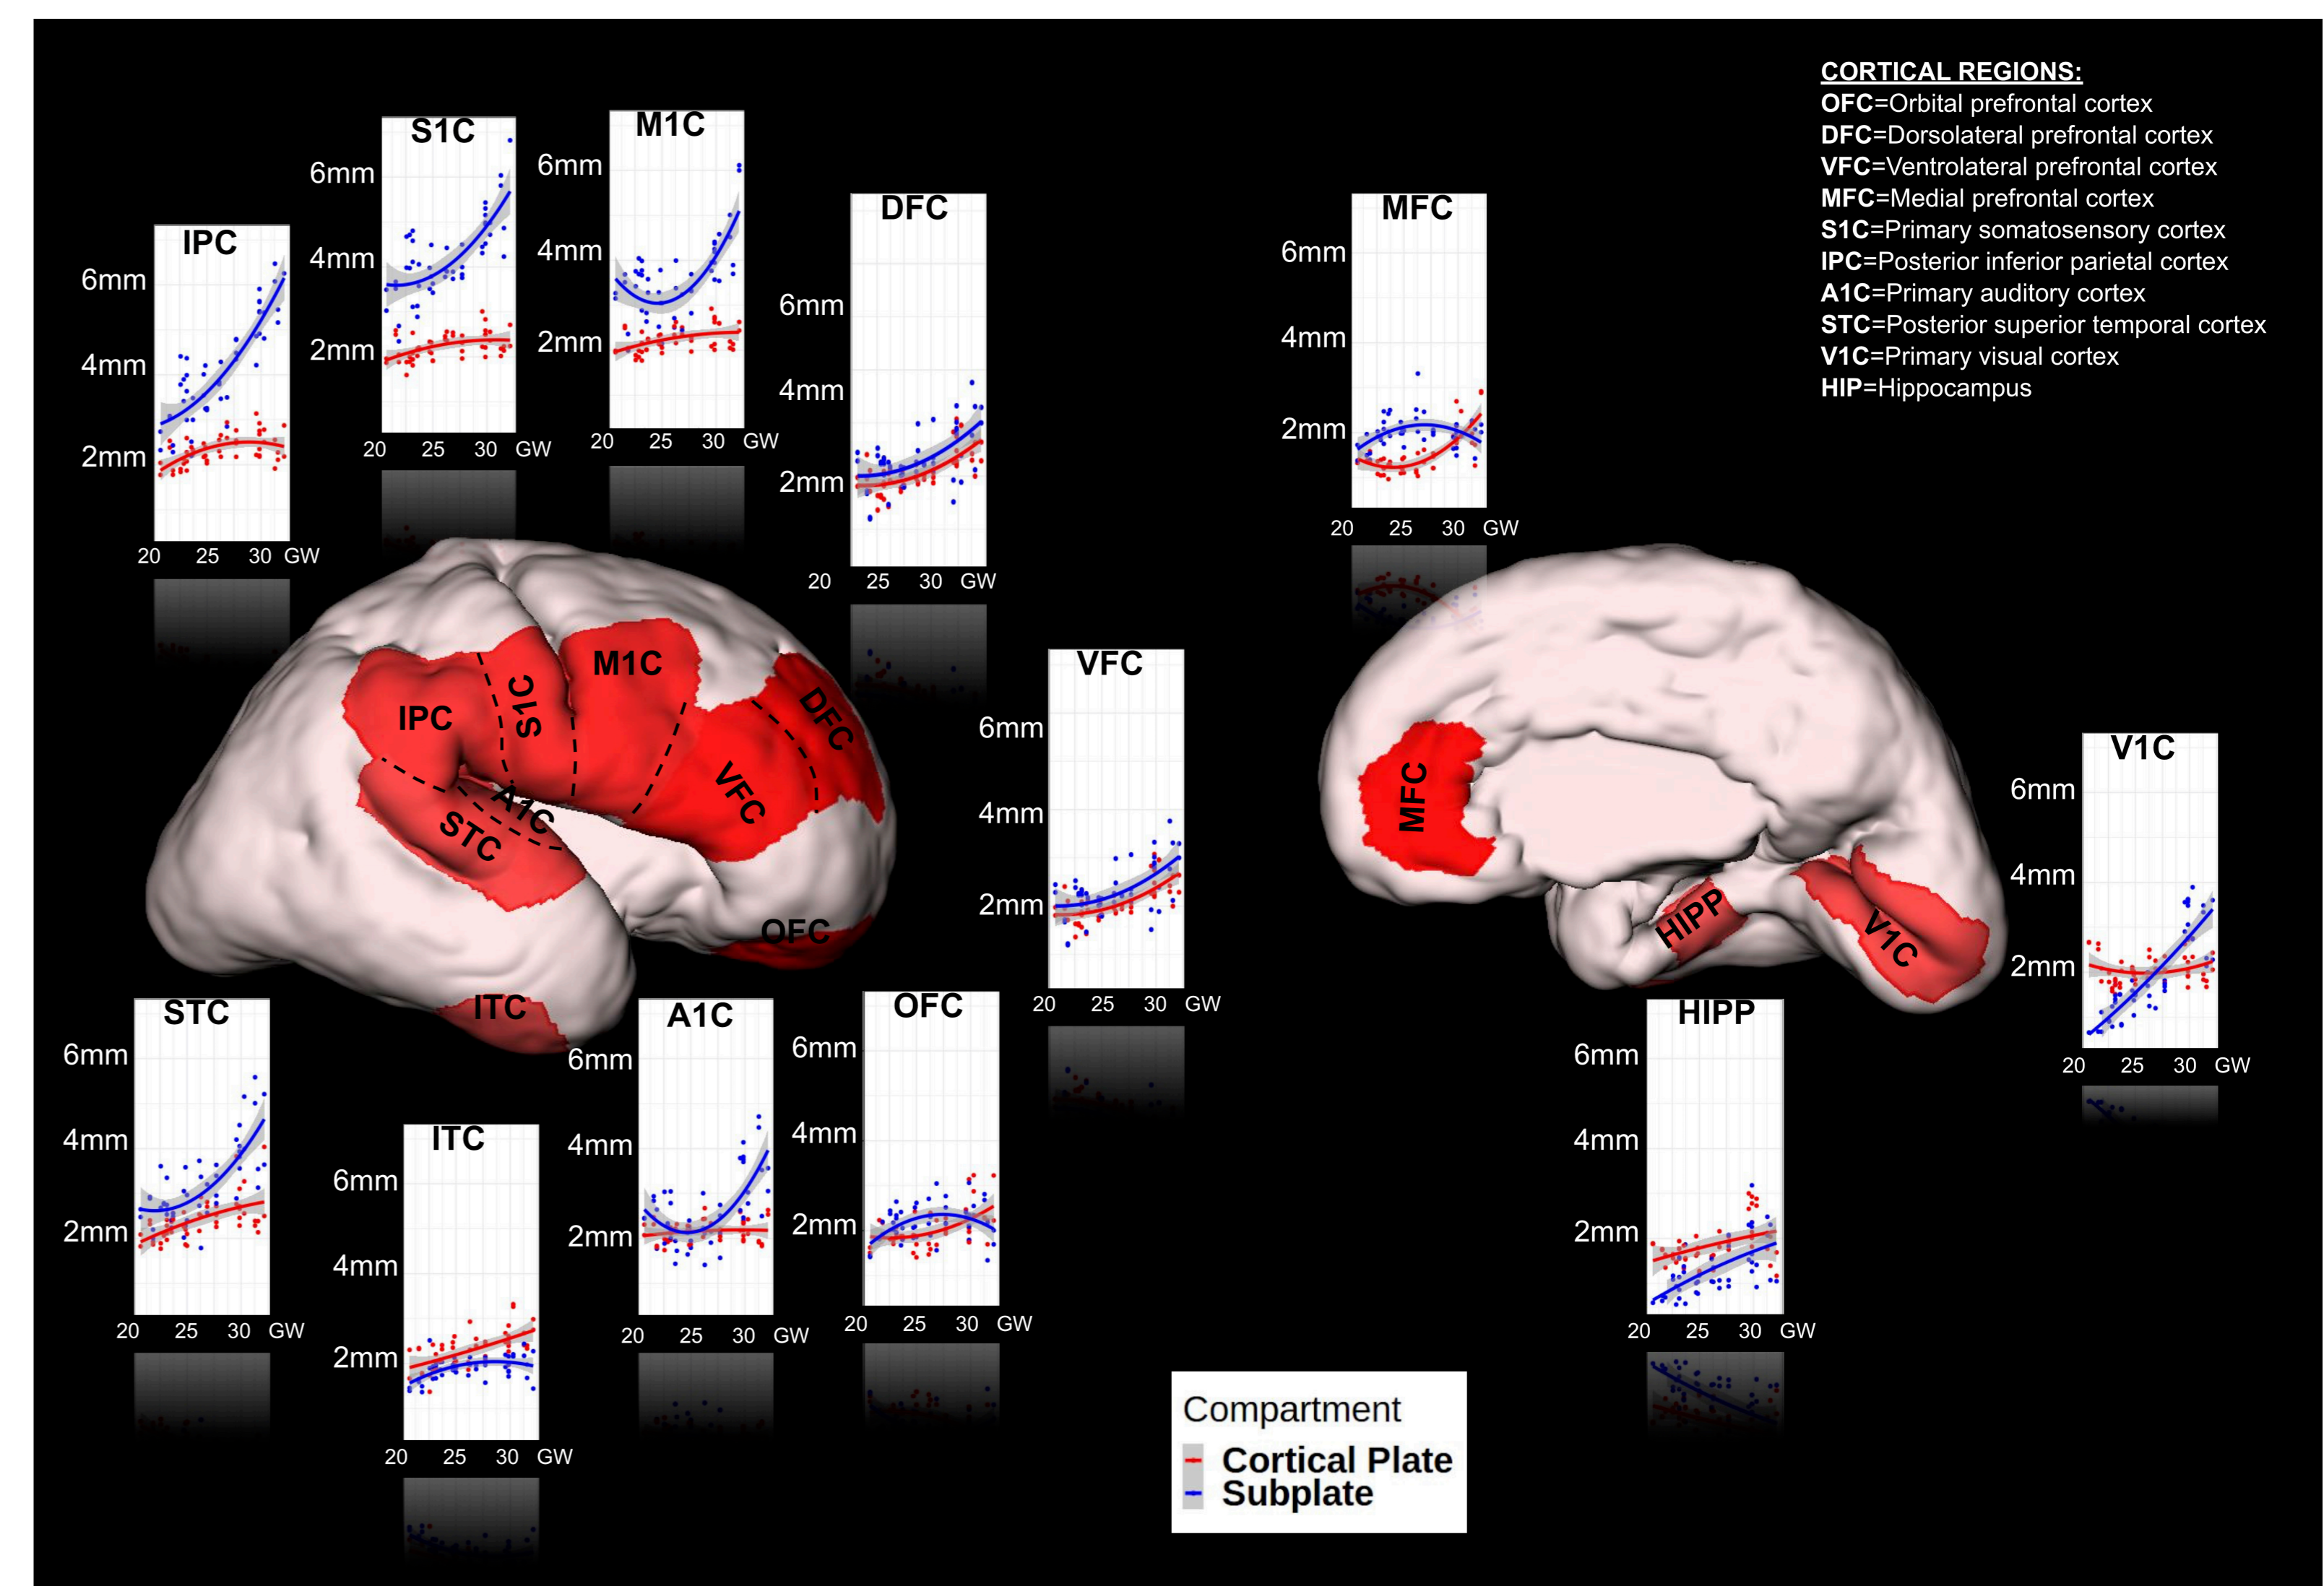 CORTICAL REGIONS:
OFC=Orbital prefrontal cortex
DFC=Dorsolateral prefrontal cortex
VFC=Ventrolateral prefrontal cortex
MFC=Medial prefrontal cortex
S1C=Primary somatosensory cortex
IPC=Posterior inferior parietal cortex
A1C=Primary auditory cortex
STC=Posterior superior temporal cortex
V1C=Primary visual cortex
HIP=Hippocampus
IPC
6mm
4mm
2mm
20 25 30 GW
S1C
6mm
4mm
2mm
20 25 30 GW
M1C
6mm
4mm
2mm
20 25 30 GW
DFC
6mm
4mm
2mm
20 25 30 GW
MFC
6mm
4mm
2mm
20 25 30 GW
VFC
6mm
4mm
2mm
20 25 30 GW
V1C
6mm
4mm
2mm
20 25 30 GW
IPC
S1C
M1C
DFC
VFC
A1C
STC
OFC
ITC
MFC
HIPP
V1C
STC
6mm
4mm
2mm
20 25 30 GW
ITC
6mm
4mm
2mm
20 25 30 GW
A1C
6mm
4mm
2mm
20 25 30 GW
OFC
6mm
4mm
2mm
20 25 30 GW
HIPP
6mm
4mm
2mm
20 25 30 GW
Compartment
Cortical Plate
Subplate